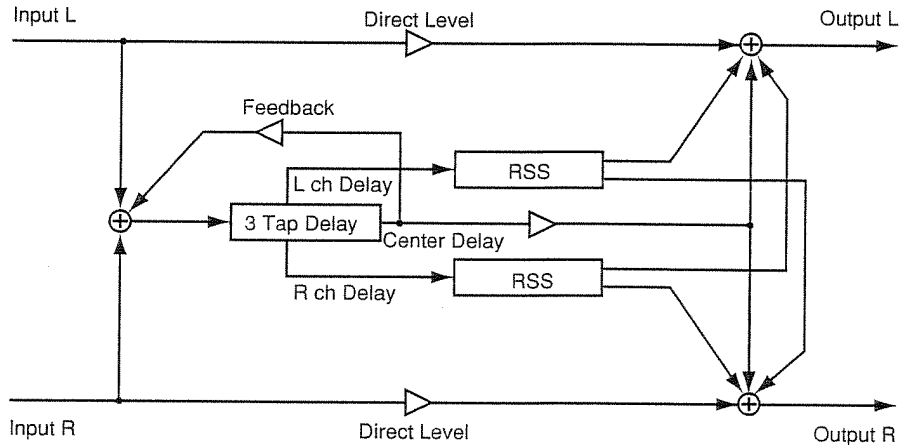 Input L
Direct Level
Output L
Feedback
RSS
L ch Delay
3 Tap Delay
Center Delay
RSS
R ch Delay
Input R
Direct Level
Output R